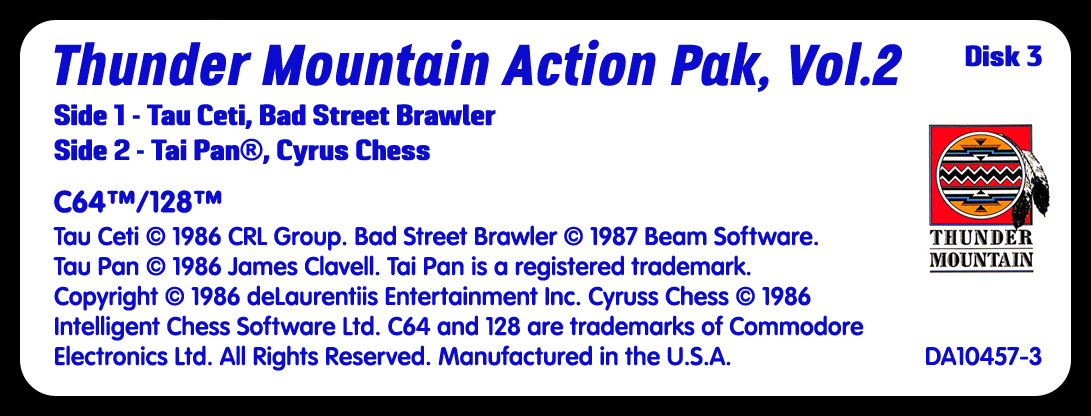 Thunder Mountain Action Pak, Vol.2
Disk 3
Side 1 - Tau Ceti, Bad Street Brawler
Side 2 - Tai Pan®, Cyrus Chess
C64™/128™
Tau Ceti © 1986 CRL Group. Bad Street Brawler © 1987 Beam Software.
Tau Pan © 1986 James Clavell. Tai Pan is a registered trademark.
Copyright © 1986 deLaurentiis Entertainment Inc. Cyruss Chess © 1986
Intelligent Chess Software Ltd. C64 and 128 are trademarks of Commodore
Electronics Ltd. All Rights Reserved. Manufactured in the U.S.A.
THUNDER
MOUNTAIN
DA10457-3